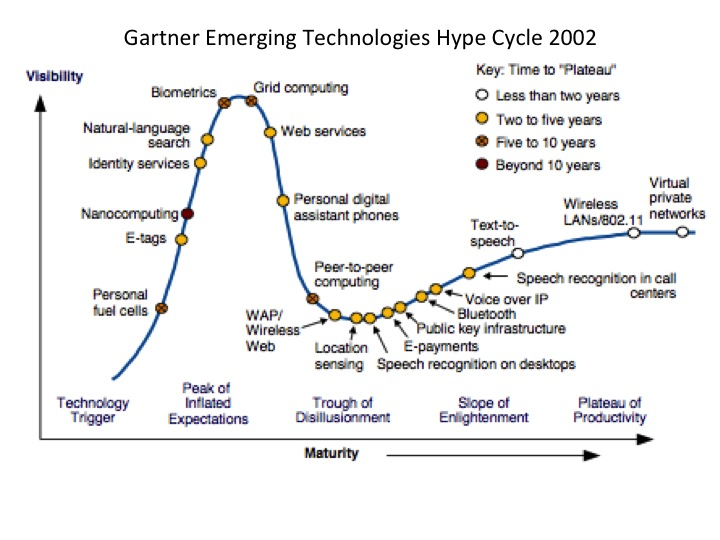 Gartner Emerging Technologies Hype Cycle 2002
Visibility
Key: Time to "Plateau"
Less than two years
Two to five years
Five to 10 years
Beyond 10 years
Biometrics
Grid computing
Natural-language
search
Web services
Identity services
Nanocomputing
Personal digital
assistant phones
E-tags
Personal
fuel cells
Peer-to-peer
computing
WAP/
Wireless
Web
Location
sensing
Speech recognition on desktops
E-payments
Public key infrastructure
Bluetooth
Voice over IP
Speech recognition in call
centers
Text-to-
speech
Wireless
LANs/802.11
Virtual
private
networks
Technology
Trigger
Peak of
Inflated
Expectations
Trough of
Disillusionment
Slope of
Enlightenment
Plateau of
Productivity
Maturity